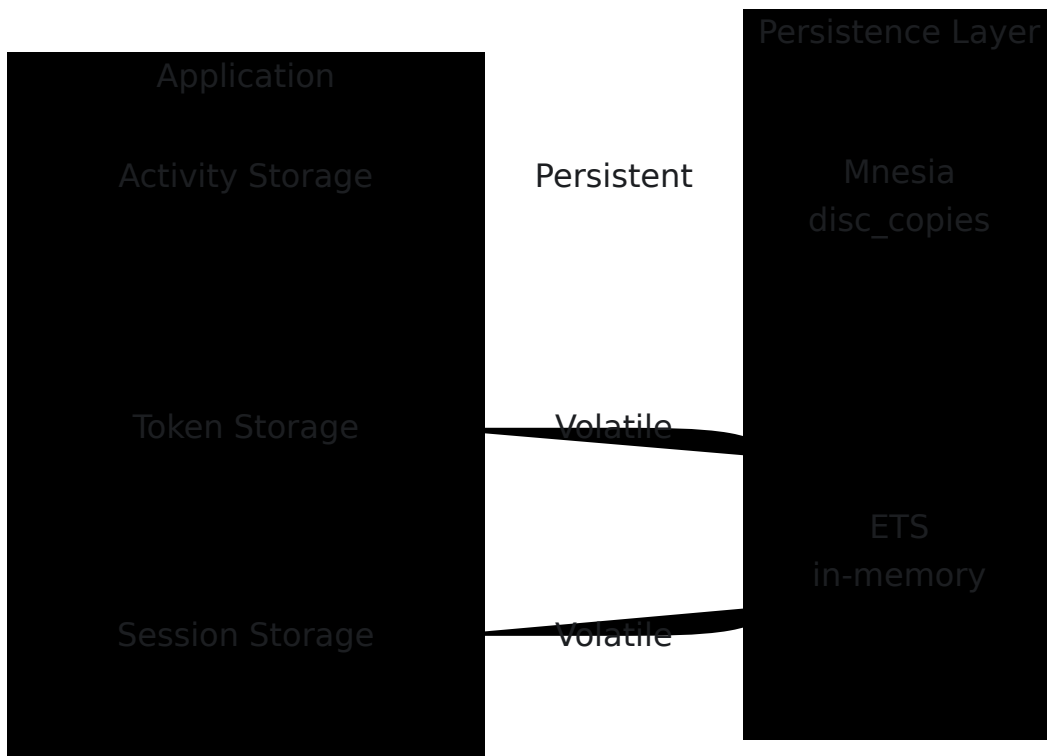 Persistence Layer
Application
Activity Storage
Persistent
Mnesia
disc_copies
Token Storage
Volatile
ETS
in-memory
Session Storage
Volatile